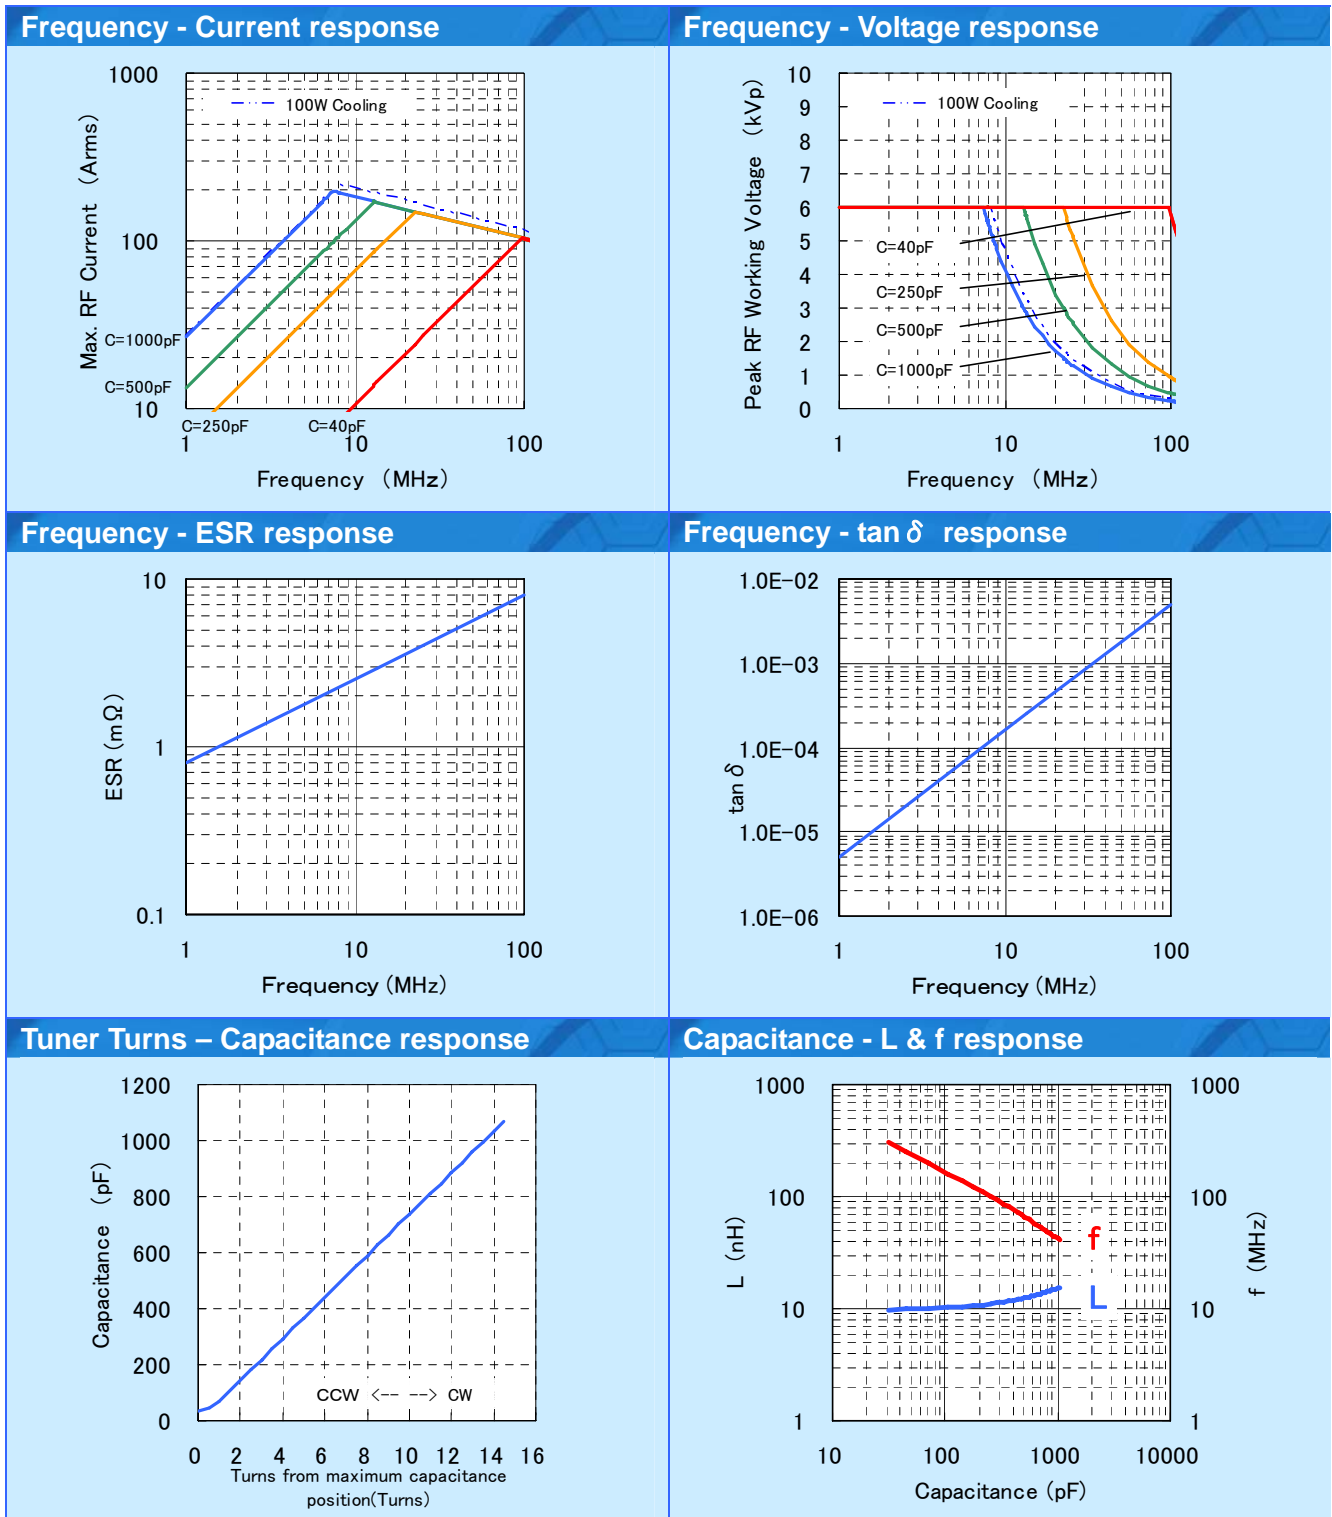 Frequency - Current response
1000
100
10
1
10
100
100W Cooling
Max. RF Current (Arms)
C=1000pF
C=500pF
C=250pF
C=40pF
Frequency (MHz)
Frequency - Voltage response
10
9
8
7
6
5
4
3
2
1
0
1
10
100
100W Cooling
Peak RF Working Voltage (kVp)
C=40pF
C=250pF
C=500pF
C=1000pF
Frequency (MHz)
Frequency - ESR response
10
1
0.1
1
10
100
ESR (mΩ)
Frequency (MHz)
Frequency - tan δ response
1.0E-02
1.0E-03
1.0E-04
1.0E-05
1.0E-06
1
10
100
tan δ
Frequency (MHz)
Tuner Turns – Capacitance response
1200
1000
800
600
400
200
0
0 2 4 6 8 10 12 14 16
Capacitance (pF)
CCW <-- --> CW
Turns from maximum capacitance
position(Turns)
Capacitance - L & f response
1000
100
10
1
1000
100
10
1
10
100
1000
10000
L (nH)
f (MHz)
f
L
Capacitance (pF)